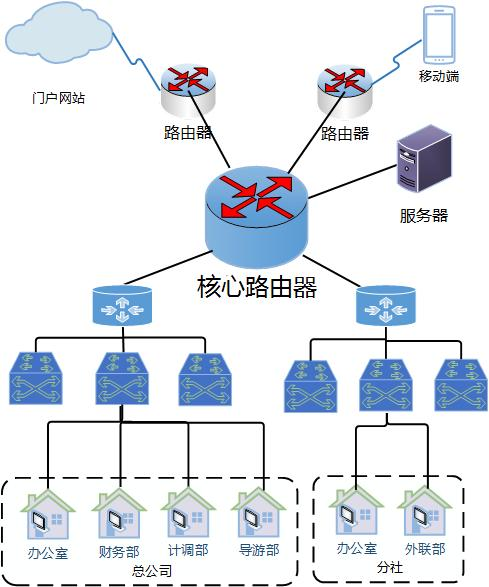 门户网站
移动端
路由器
路由器
服务器
核心路由器
办公室
财务部
计调部
导游部
总公司
办公室
外联部
分社